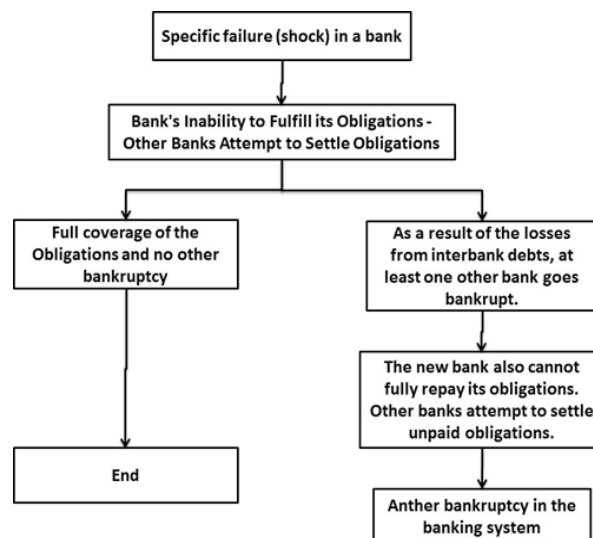 Specific failure (shock) in a bank
Bank's Inability to Fulfill its Obligations -
Other Banks Attempt to Settle Obligations
Full coverage of the
Obligations and no other
bankruptcy
As a result of the losses
from interbank debts, at
least one other bank goes
bankrupt.
The new bank also cannot
fully repay its obligations.
Other banks attempt to settle
unpaid obligations.
End
Anther bankruptcy in the
banking system